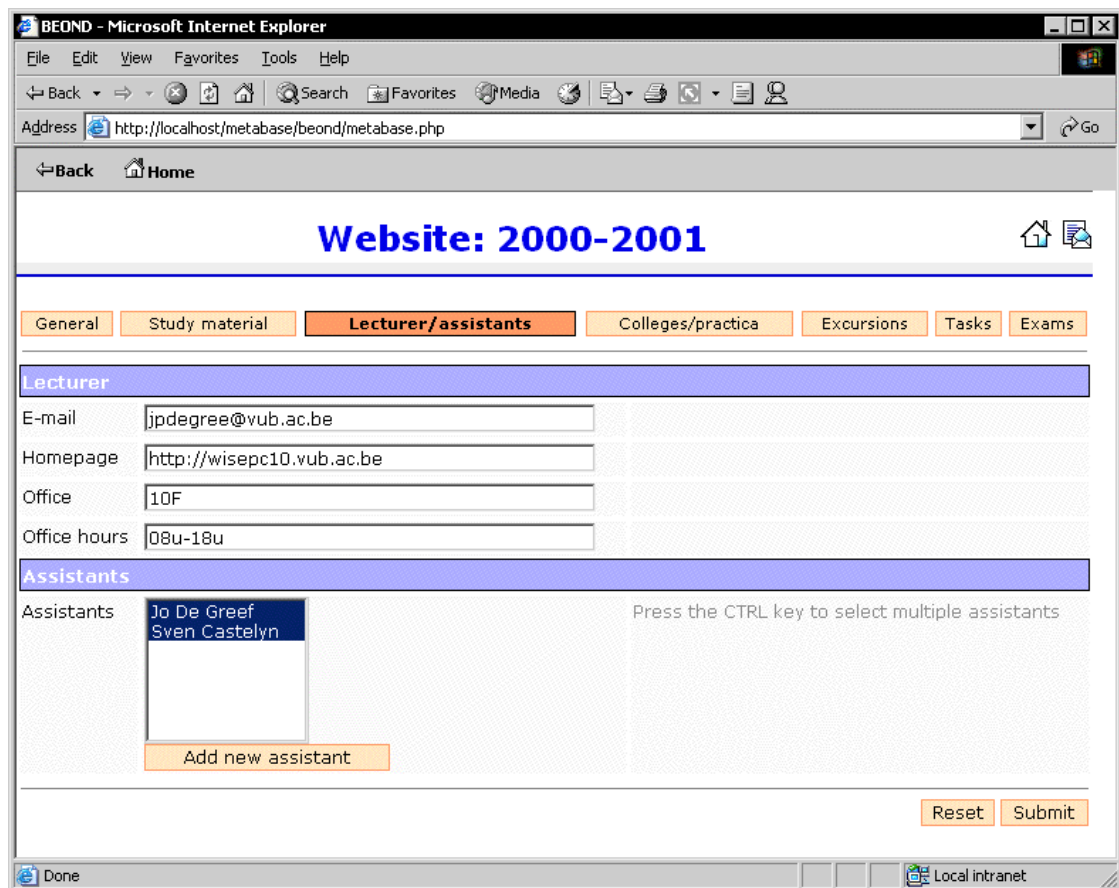 BEOND - Microsoft Internet Explorer
File Edit View Favorites Tools Help
Back Search Favorites Media
Address http://localhost/metabase/beond/metabase.php Go
Back Home
Website: 2000-2001
General Study material Lecturer/assistants Colleges/practica Excursions Tasks Exams
Lecturer
E-mail jpdegree@vub.ac.be
Homepage http://wisepc10.vub.ac.be
Office 10F
Office hours 08u-18u
Assistants
Assistants Jo De Greef Press the CTRL key to select multiple assistants
Sven Castelyn
Add new assistant
Reset Submit
Done Local intranet